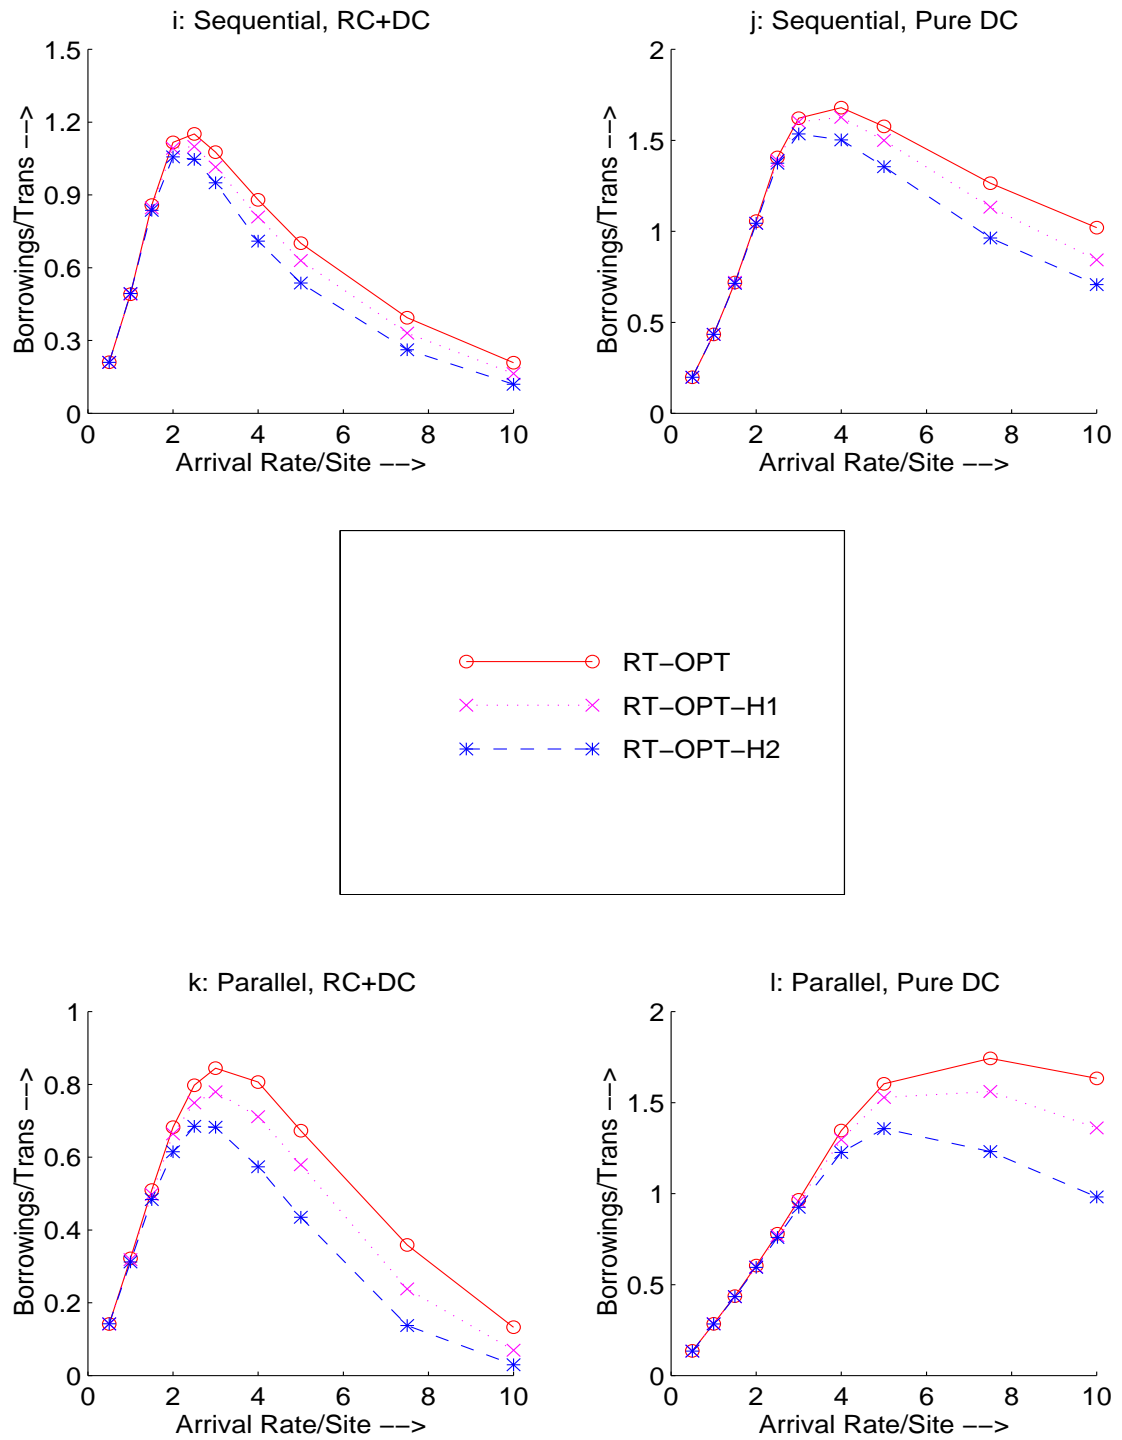 i: Sequential, RC+DC
j: Sequential, Pure DC
1.5
1.2
0.9
0.6
0.3
0
Borrowings/Trans −−>
0 2 4 6 8 10
Arrival Rate/Site −−>
2
1.5
1
0.5
0
Borrowings/Trans −−>
0 2 4 6 8 10
Arrival Rate/Site −−>
RT−OPT
RT−OPT−H1
RT−OPT−H2
k: Parallel, RC+DC
l: Parallel, Pure DC
1
0.8
0.6
0.4
0.2
0
Borrowings/Trans −−>
0 2 4 6 8 10
Arrival Rate/Site −−>
2
1.5
1
0.5
0
Borrowings/Trans −−>
0 2 4 6 8 10
Arrival Rate/Site −−>